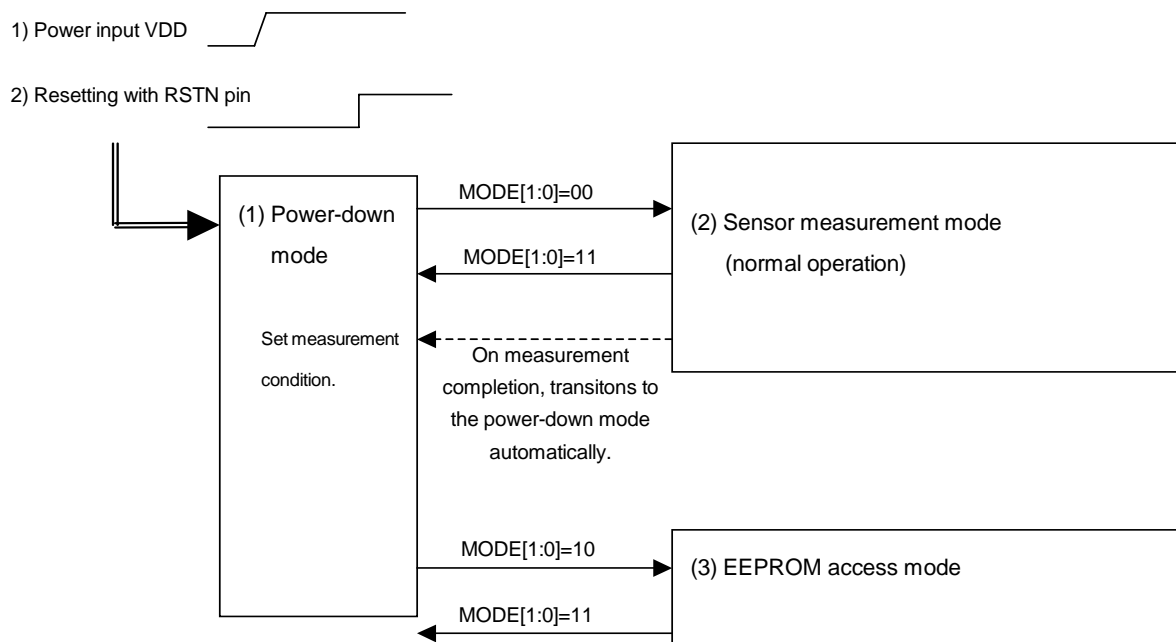 1) Power input VDD
2) Resetting with RSTN pin
(1) Power-down
mode
Set measurement
condition.
MODE[1:0]=00
MODE[1:0]=11
On measurement
completion, transitons to
the power-down mode
automatically.
(2) Sensor measurement mode
(normal operation)
MODE[1:0]=10
MODE[1:0]=11
(3) EEPROM access mode